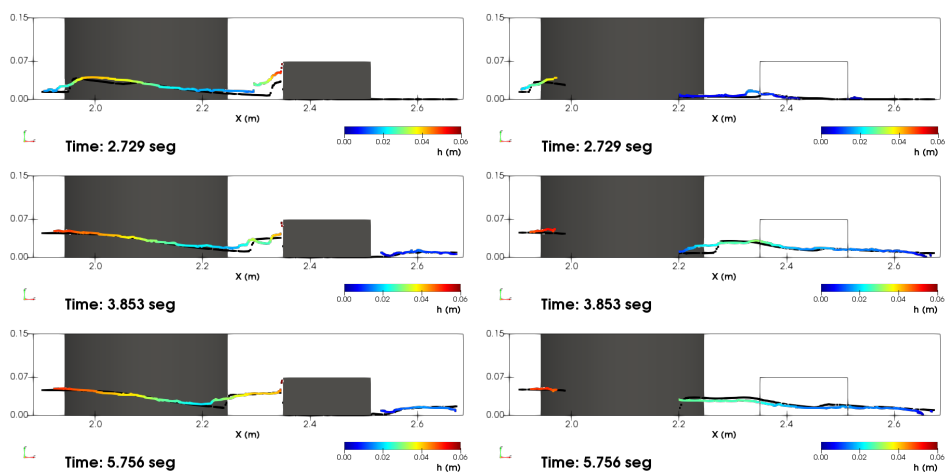 0.15 0.15
0.07 0.07
0.00 0.00
2.0 2.2 2.4 2.6 2.0 2.2 2.4 2.6
X (m) X (m)
Time: 2.729 seg Time: 2.729 seg
0.00 0.02 0.04 0.06 0.00 0.02 0.04 0.06
h (m) h (m)
0.15 0.15
0.07 0.07
0.00 0.00
2.0 2.2 2.4 2.6 2.0 2.2 2.4 2.6
X (m) X (m)
Time: 3.853 seg Time: 3.853 seg
0.00 0.02 0.04 0.06 0.00 0.02 0.04 0.06
h (m) h (m)
0.15 0.15
0.07 0.07
0.00 0.00
2.0 2.2 2.4 2.6 2.0 2.2 2.4 2.6
X (m) X (m)
Time: 5.756 seg Time: 5.756 seg
0.00 0.02 0.04 0.06 0.00 0.02 0.04 0.06
h (m) h (m)